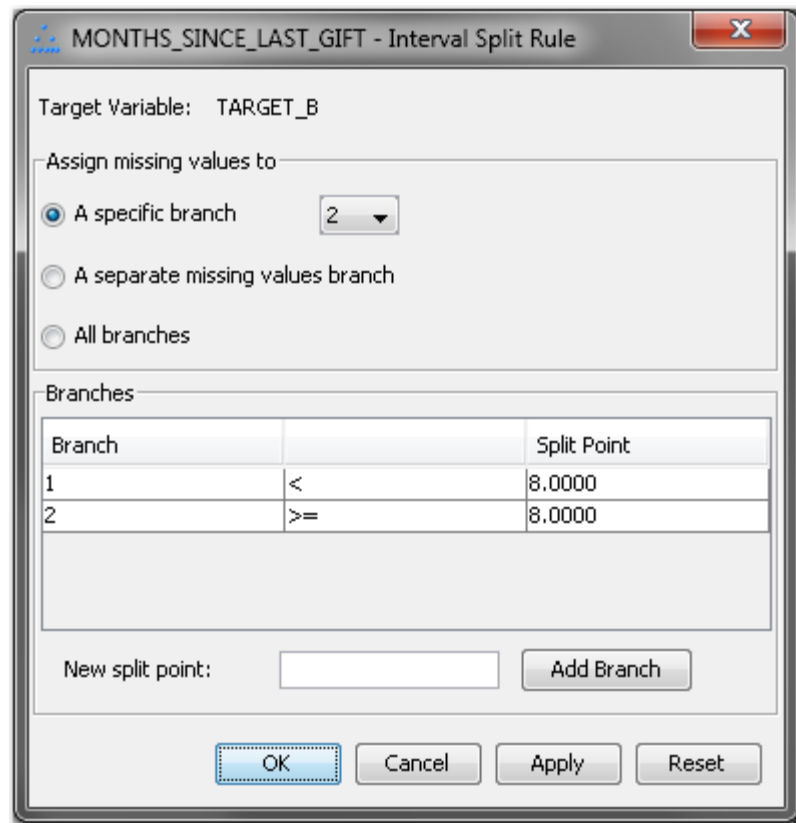 MONTHS_SINCE_LAST_GIFT - Interval Split Rule
X
Target Variable: TARGET_B
Assign missing values to
A specific branch 2
A separate missing values branch
All branches
Branches
Branch Split Point
1 < 8.0000
2 >= 8.0000
New split point: Add Branch
OK Cancel Apply Reset